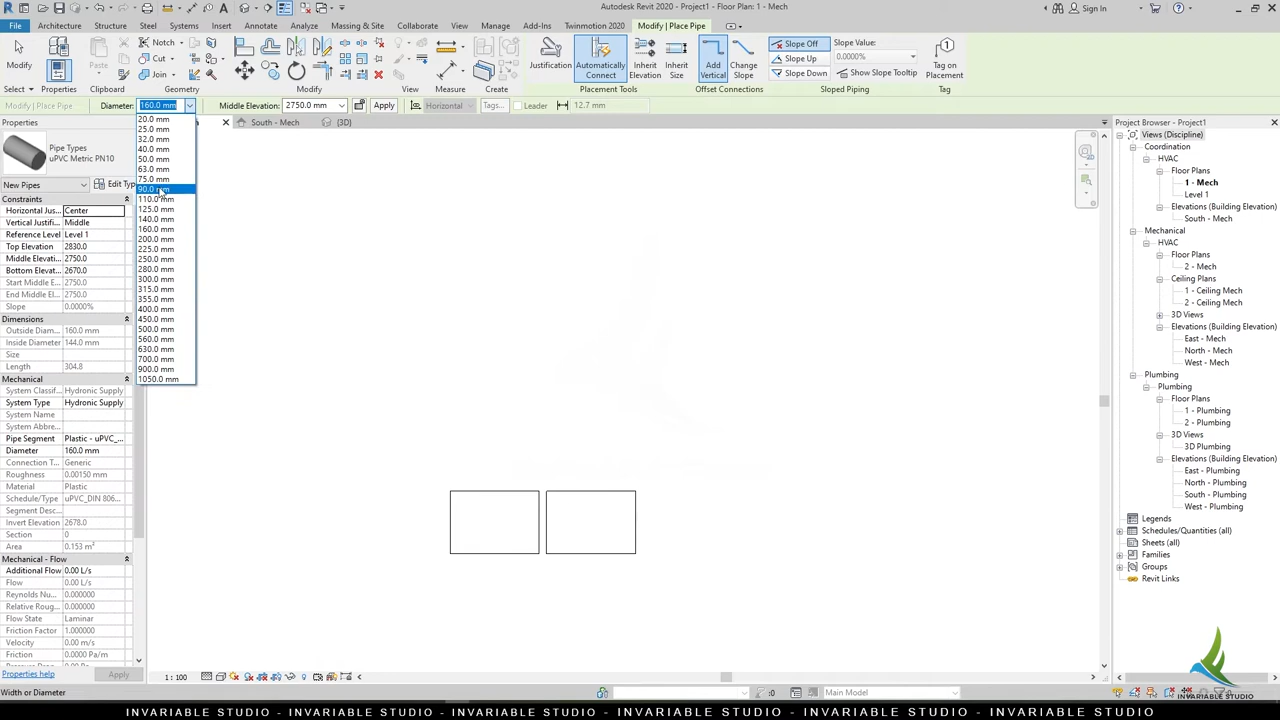 Autodesk Revit 2020 - Project1 - Floor Plan: 1 - Mech
Sign In
File Architecture Structure Steel Systems Insert Annotate Analyze Massing & Site Collaborate View Manage Add-Ins Twinmotion 2020 Modify | Place Pipe
Modify Paste Notch Cut Join Justification Automatically Connect Inherit Elevation Inherit Size Add Vertical Change Slope
Slope Off Slope Up Slope Down
Slope Value:
0.0000%
Show Slope Tooltip
Tag on Placement
Select Properties Clipboard Geometry Modify View Measure Create Placement Tools Offset Connections Sloped Piping Tag
Modify | Place Pipe Diameter: 160.0 mm Middle Elevation: 2750.0 mm Apply Horizontal Tags... Leader 12.7 mm
Properties
South - Mech {3D}
Pipe Types
uPVC Metric PN10
New Pipes Edit Typ
Constraints
Horizontal Jus... Center
Vertical Justifi... Middle
Reference Level Level 1
Top Elevation 2830.0
Middle Elevati... 2750.0
Bottom Elevat... 2670.0
Start Middle E... 2750.0
End Middle El... 2750.0
Slope 0.0000%
Dimensions
Outside Diam... 160.0 mm
Inside Diameter 144.0 mm
Size
Length 304.8
Mechanical
System Classif... Hydronic Supply
System Type Hydronic Supply
System Name
System Abbre...
Pipe Segment Plastic - uPVC_...
Diameter 160.0 mm
Connection T... Generic
Roughness 0.00150 mm
Material Plastic
Schedule/Type uPVC_DIN 806...
Segment Desc...
Invert Elevation 2678.0
Section 0
Area 0.153 m²
Mechanical - Flow
Additional Flow 0.00 L/s
Flow 0.00 L/s
Reynolds Nu... 0.000000
Relative Roug... 0.000000
Flow State Laminar
Friction Factor 1.000000
Velocity 0.00 m/s
Friction 0.0000 Pa/m
Properties help Apply
Width or Diameter
20.0 mm
25.0 mm
32.0 mm
40.0 mm
50.0 mm
63.0 mm
75.0 mm
90.0 mm
110.0 mm
125.0 mm
140.0 mm
160.0 mm
200.0 mm
225.0 mm
250.0 mm
280.0 mm
300.0 mm
315.0 mm
355.0 mm
400.0 mm
450.0 mm
500.0 mm
560.0 mm
630.0 mm
700.0 mm
900.0 mm
1050.0 mm
Project Browser - Project1
Views (Discipline)
Coordination
HVAC
Floor Plans
1 - Mech
Level 1
Elevations (Building Elevation)
South - Mech
Mechanical
HVAC
Floor Plans
2 - Mech
Ceiling Plans
1 - Ceiling Mech
2 - Ceiling Mech
3D Views
Elevations (Building Elevation)
East - Mech
North - Mech
West - Mech
Plumbing
Plumbing
Floor Plans
1 - Plumbing
2 - Plumbing
3D Views
3D Plumbing
Elevations (Building Elevation)
East - Plumbing
North - Plumbing
South - Plumbing
West - Plumbing
Legends
Schedules/Quantities (all)
Sheets (all)
Families
Groups
Revit Links
1 : 100
:0 Main Model
INVARIABLE STUDIO
INVARIABLE STUDIO - INVARIABLE STUDIO - INVARIABLE STUDIO - INVARIABLE STUDIO - INVARIABLE STUDIO - INVARIABLE STUDIO - INVARIABLE STUDIO